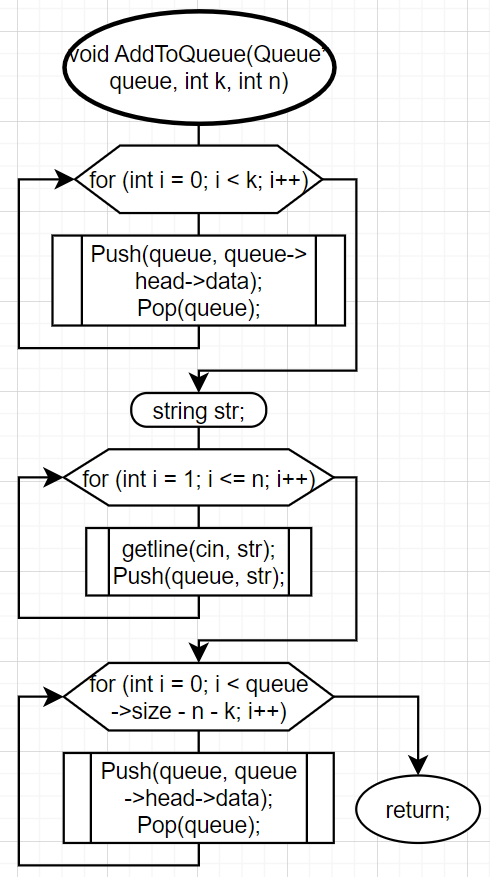 void AddToQueue(Queue*
queue, int k, int n)
for (int i = 0; i < k; i++)
Push(queue, queue->
head->data);
Pop(queue);
string str;
for (int i = 1; i <= n; i++)
getline(cin, str);
Push(queue, str);
for (int i = 0; i < queue
->size - n - k; i++)
Push(queue, queue
->head->data);
Pop(queue);
return;